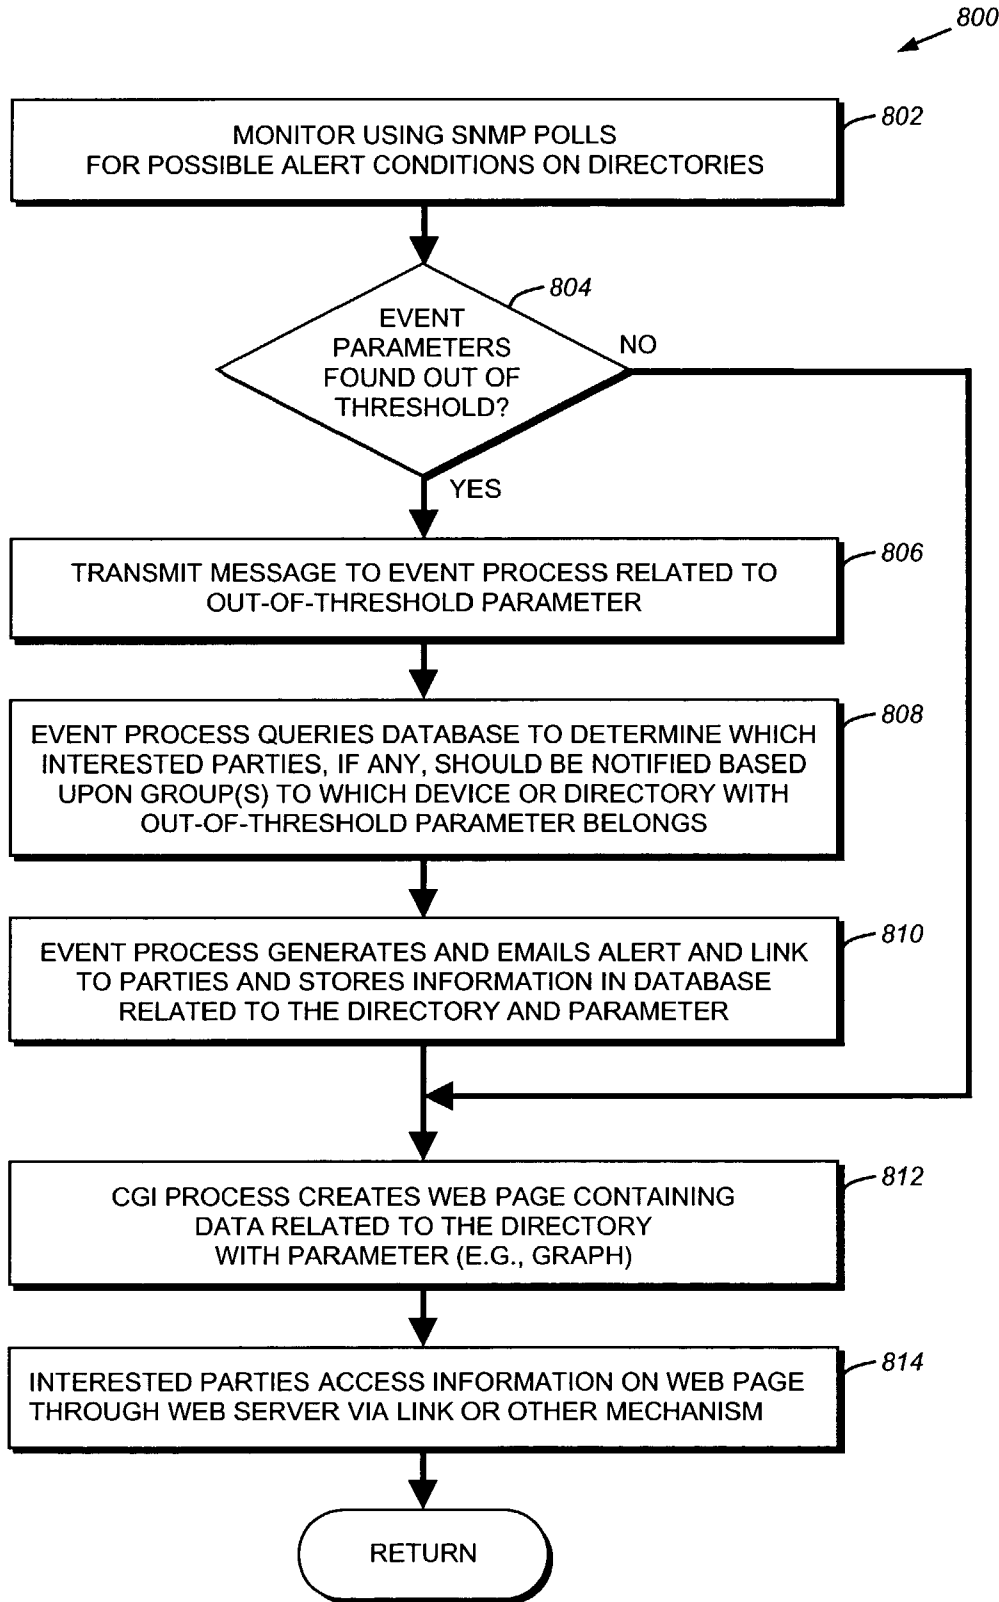 800
802
MONITOR USING SNMP POLLS
FOR POSSIBLE ALERT CONDITIONS ON DIRECTORIES
804
EVENT
PARAMETERS
FOUND OUT OF
THRESHOLD?
NO
YES
806
TRANSMIT MESSAGE TO EVENT PROCESS RELATED TO
OUT-OF-THRESHOLD PARAMETER
808
EVENT PROCESS QUERIES DATABASE TO DETERMINE WHICH
INTERESTED PARTIES, IF ANY, SHOULD BE NOTIFIED BASED
UPON GROUP(S) TO WHICH DEVICE OR DIRECTORY WITH
OUT-OF-THRESHOLD PARAMETER BELONGS
810
EVENT PROCESS GENERATES AND EMAILS ALERT AND LINK
TO PARTIES AND STORES INFORMATION IN DATABASE
RELATED TO THE DIRECTORY AND PARAMETER
812
CGI PROCESS CREATES WEB PAGE CONTAINING
DATA RELATED TO THE DIRECTORY
WITH PARAMETER (E.G., GRAPH)
814
INTERESTED PARTIES ACCESS INFORMATION ON WEB PAGE
THROUGH WEB SERVER VIA LINK OR OTHER MECHANISM
RETURN